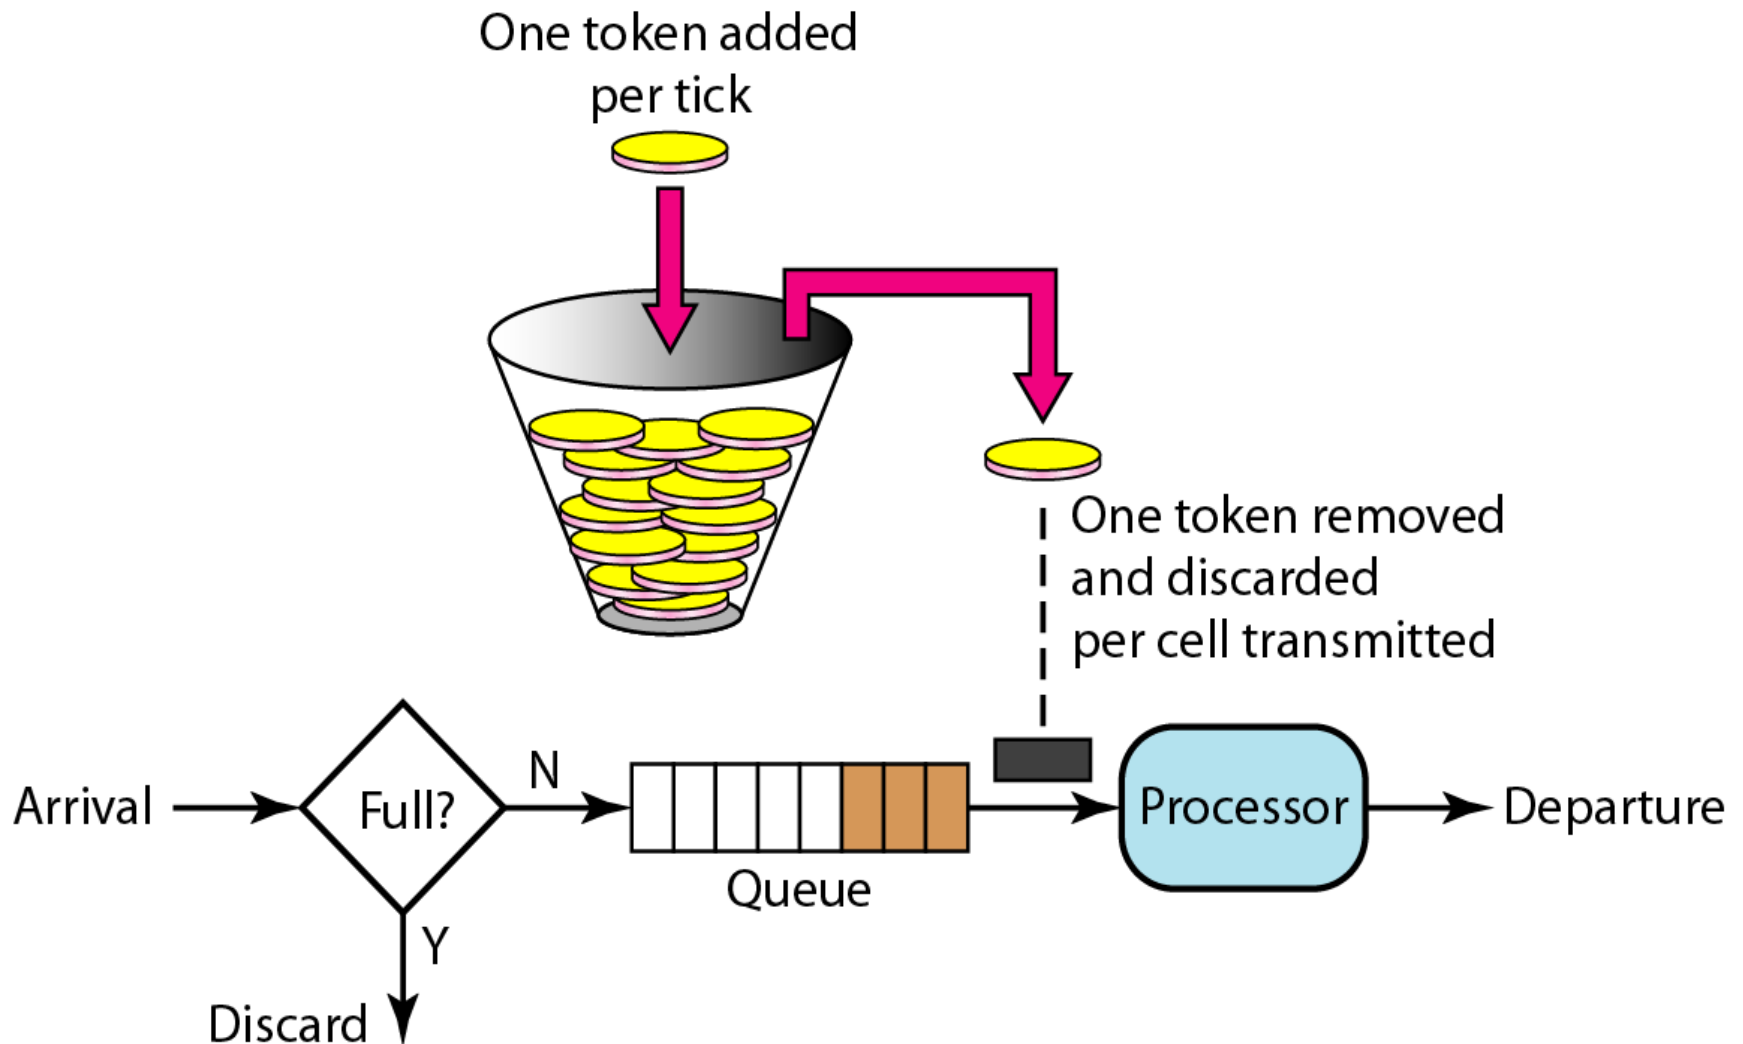 One token added
per tick
One token removed
and discarded
per cell transmitted
Arrival
Full?
N
Y
Discard
Queue
Processor
Departure